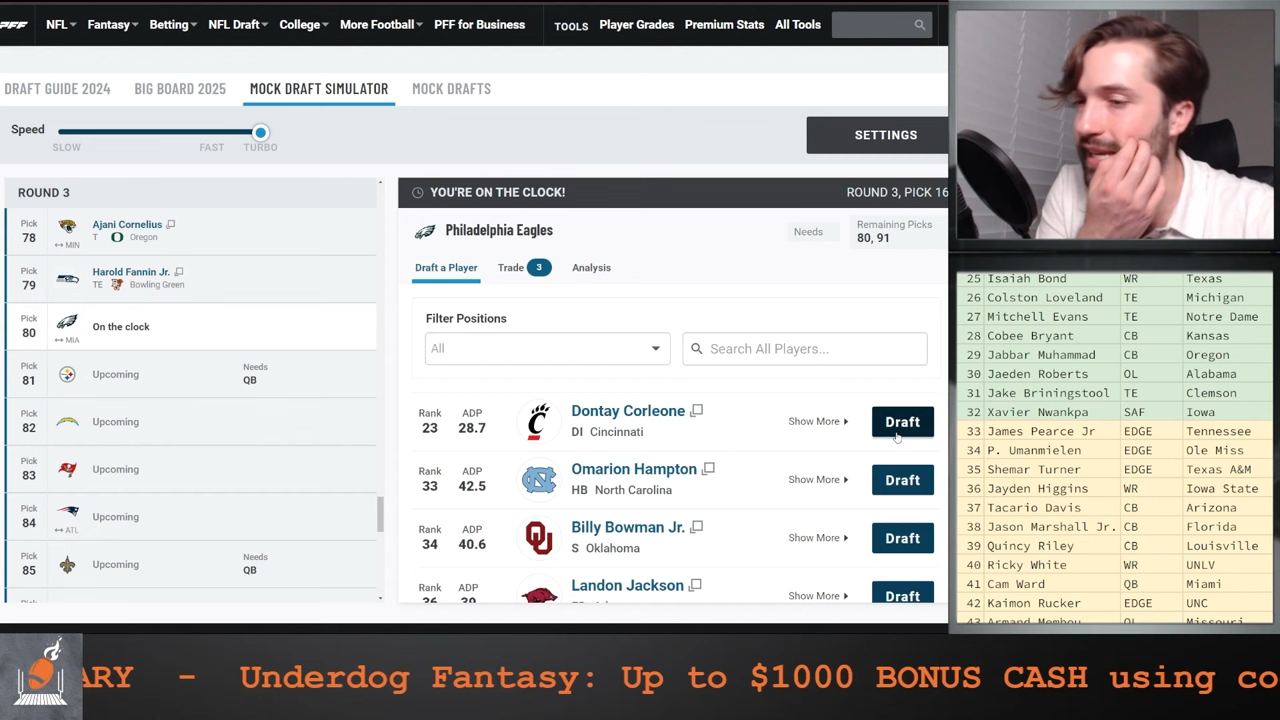 PFF NFL Fantasy Betting NFL Draft College More Football PFF for Business TOOLS Player Grades Premium Stats All Tools
DRAFT GUIDE 2024 BIG BOARD 2025 MOCK DRAFT SIMULATOR MOCK DRAFTS
Speed
SLOW FAST TURBO
SETTINGS
ROUND 3
Pick 78 Ajani Cornelius
↔ MIN T Oregon
Pick 79 Harold Fannin Jr.
TE Bowling Green
Pick 80 On the clock
↔ MIA
Pick 81 Upcoming Needs QB
Pick 82 Upcoming
Pick 83 Upcoming
Pick 84 Upcoming
↔ ATL
Pick 85 Upcoming Needs QB
YOU'RE ON THE CLOCK! ROUND 3, PICK 16
Philadelphia Eagles Needs Remaining Picks
80, 91
Draft a Player Trade 3 Analysis
Filter Positions
All Search All Players...
Rank 23 ADP 28.7 Dontay Corleone Show More Draft
DI Cincinnati
Rank 33 ADP 42.5 Omarion Hampton Show More Draft
HB North Carolina
Rank 34 ADP 40.6 Billy Bowman Jr. Show More Draft
S Oklahoma
Rank ADP Landon Jackson Show More Draft
25 Isaiah Bond WR Texas
26 Colston Loveland TE Michigan
27 Mitchell Evans TE Notre Dame
28 Cobee Bryant CB Kansas
29 Jabbar Muhammad CB Oregon
30 Jaeden Roberts OL Alabama
31 Jake Briningstool TE Clemson
32 Xavier Nwankpa SAF Iowa
33 James Pearce Jr EDGE Tennessee
34 P. Umanmielen EDGE Ole Miss
35 Shemar Turner EDGE Texas A&M
36 Jayden Higgins WR Iowa State
37 Tacario Davis CB Arizona
38 Jason Marshall Jr. CB Florida
39 Quincy Riley CB Louisville
40 Ricky White WR UNLV
41 Cam Ward QB Miami
42 Kaimon Rucker EDGE UNC
43 Armand Membou OL Missouri
ARY - Underdog Fantasy: Up to $1000 BONUS CASH using co